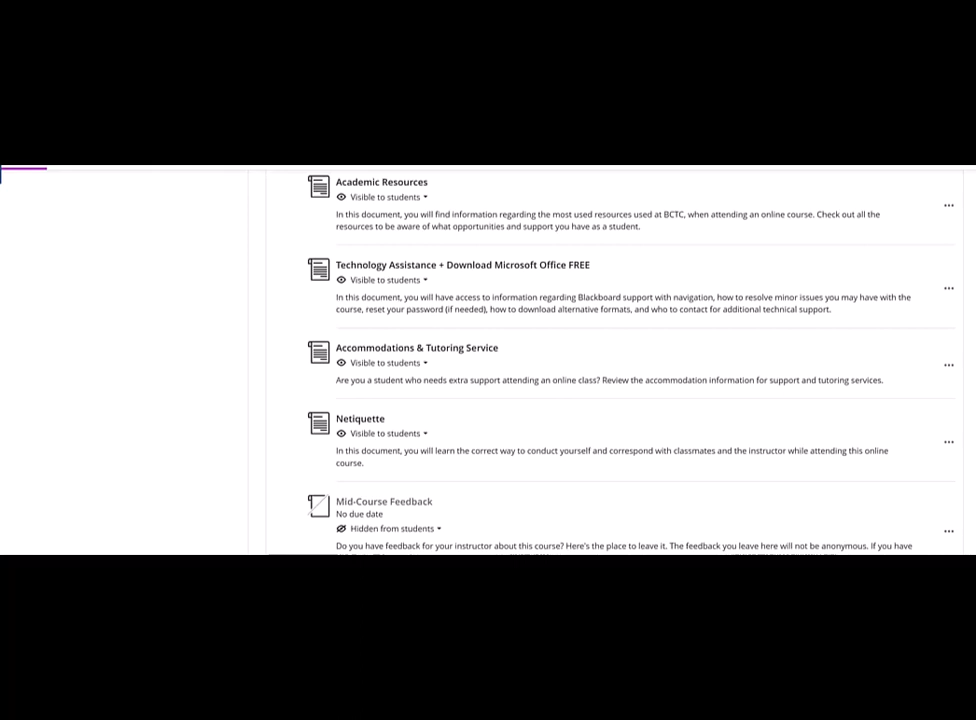 Academic Resources
Visible to students
In this document, you will find information regarding the most used resources used at BCTC, when attending an online course. Check out all the
resources to be aware of what opportunities and support you have as a student.
Technology Assistance + Download Microsoft Office FREE
Visible to students
In this document, you will have access to information regarding Blackboard support with navigation, how to resolve minor issues you may have with the
course, reset your password (if needed), how to download alternative formats, and who to contact for additional technical support.
Accommodations & Tutoring Service
Visible to students
Are you a student who needs extra support attending an online class? Review the accommodation information for support and tutoring services.
Netiquette
Visible to students
In this document, you will learn the correct way to conduct yourself and correspond with classmates and the instructor while attending this online
course.
Mid-Course Feedback
No due date
Hidden from students
Do you have feedback for your instructor about this course? Here's the place to leave it. The feedback you leave here will not be anonymous. If you have